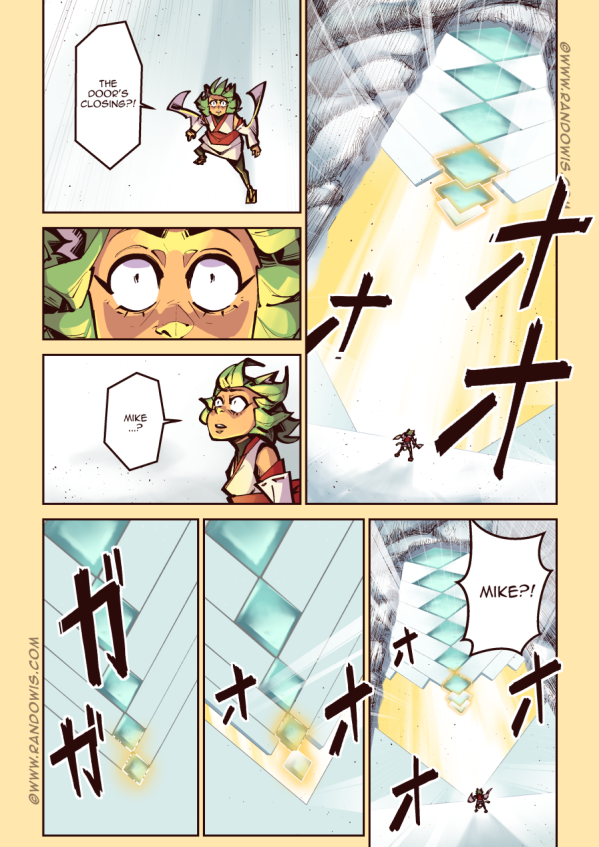 ©WWW.RANDOWIS.COM
オ
オ
オ
THE
DOOR'S
CLOSING?!
MIKE
...?
MIKE?!
オ
オ
オ
オ
オ
ガ
ガ
©WWW.RANDOWIS.COM